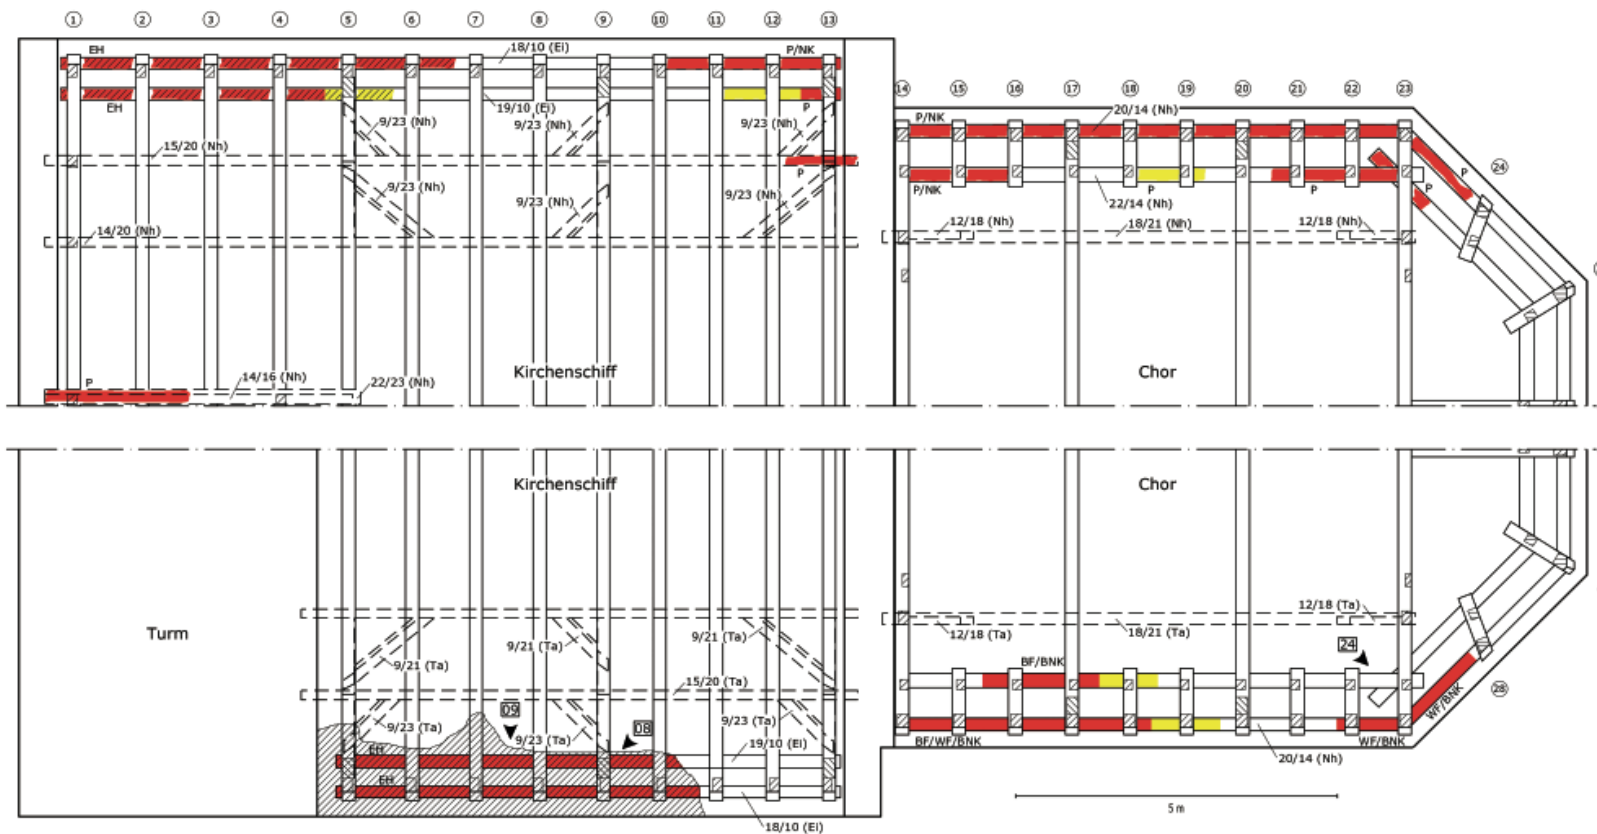 1 2 3 4 5 6 7 8 9 10 11 12 13
EH 18/10 (Ei) P/NK
EH 19/10 (Ei) P
9/23 (Nh) 9/23 (Nh) 9/23 (Nh)
15/20 (Nh) P
9/23 (Nh) 9/23 (Nh) 9/23 (Nh)
14/20 (Nh)
P 14/16 (Nh) 22/23 (Nh)
Kirchenschiff
14 15 16 17 18 19 20 21 22 23
P/NK 20/14 (Nh)
P 24
P/NK P P P
22/14 (Nh)
12/18 (Nh) 18/21 (Nh) 12/18 (Nh)
Chor
Kirchenschiff
Chor
Turm
9/21 (Ta) 9/21 (Ta)
15/20 (Ta)
9/23 (Ta) 9/23 (Ta) 9/23 (Ta)
09 08
EH 19/10 (Ei)
EH
18/10 (Ei)
12/18 (Ta) 18/21 (Ta) 12/18 (Ta)
24
BF/BNK
WF/BNK 28
BF/WF/BNK WF/BNK
20/14 (Nh)
5 m